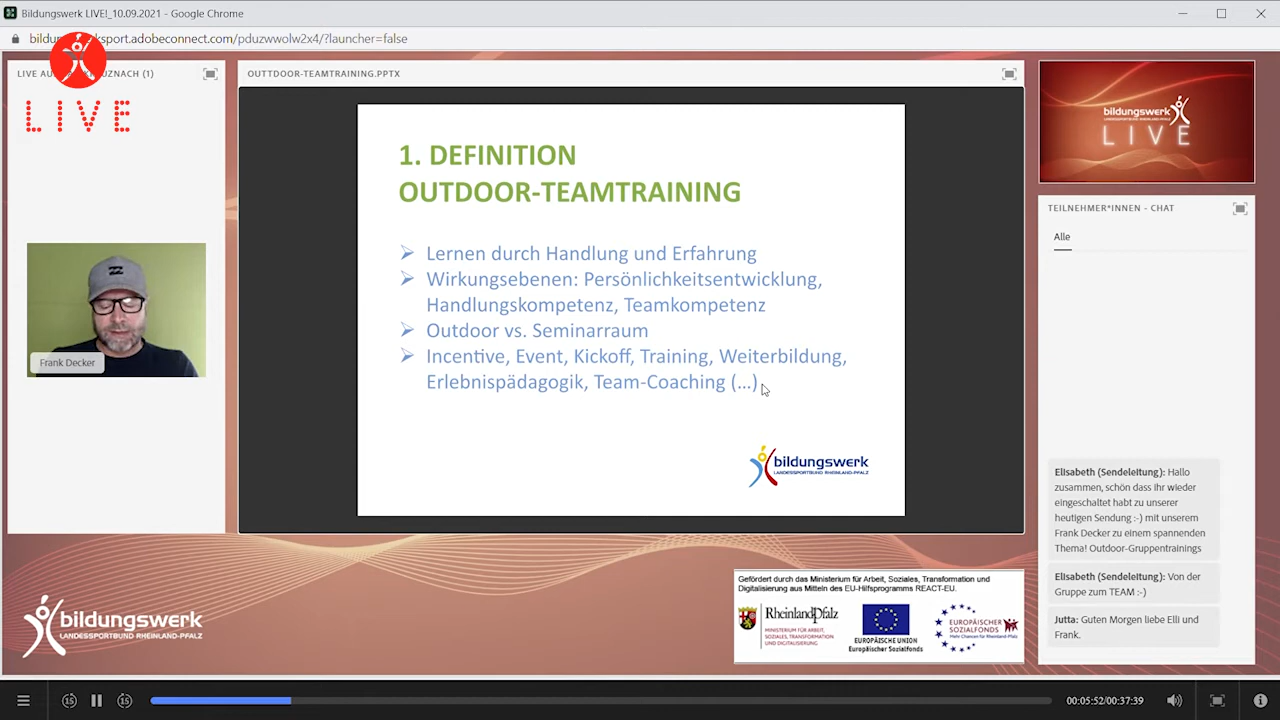 Bildungswerk LIVE!_10.09.2021 - Google Chrome
sport.adobeconnect.com/pduzwwolw2x4/?launcher=false
LIVE
OUTTDOOR-TEAMTRAINING.PPTX
1. DEFINITION
OUTDOOR-TEAMTRAINING
Lernen durch Handlung und Erfahrung
Wirkungsebenen: Persönlichkeitsentwicklung,
Handlungskompetenz, Teamkompetenz
Outdoor vs. Seminarraum
Incentive, Event, Kickoff, Training, Weiterbildung,
Erlebnispädagogik, Team-Coaching (...)
bildungswerk
LANDESSPORTBUND RHEINLAND-PFALZ
Frank Decker
bildungswerk
LIVE
TEILNEHMER*INNEN - CHAT
Alle
Elisabeth (Sendeleitung): Hallo
zusammen, schön dass ihr wieder
eingeschaltet habt zu unserer
heutigen Sendung :-) mit unserem
Frank Decker zu einem spannenden
Thema! Outdoor-Gruppentrainings
Elisabeth (Sendeleitung): Von der
Gruppe zum TEAM :-)
Jutta: Guten Morgen liebe Elli und
Frank.
bildungswerk
LANDESSPORTBUND RHEINLAND-PFALZ
Gefördert durch das Ministerium für Arbeit, Soziales, Transformation und
Digitalisierung aus Mitteln des EU-Hilfsprogramms REACT-EU.
RheinlandPfalz
MINISTERIUM FÜR ARBEIT,
SOZIALES, TRANSFORMATION
UND DIGITALISIERUNG
EUROPÄISCHE UNION
Europäischer Sozialfonds
EUROPÄISCHER
SOZIALFONDS
Mehr Chancen für Rheinland-Pfalz
15
15
00:05:52/00:37:39